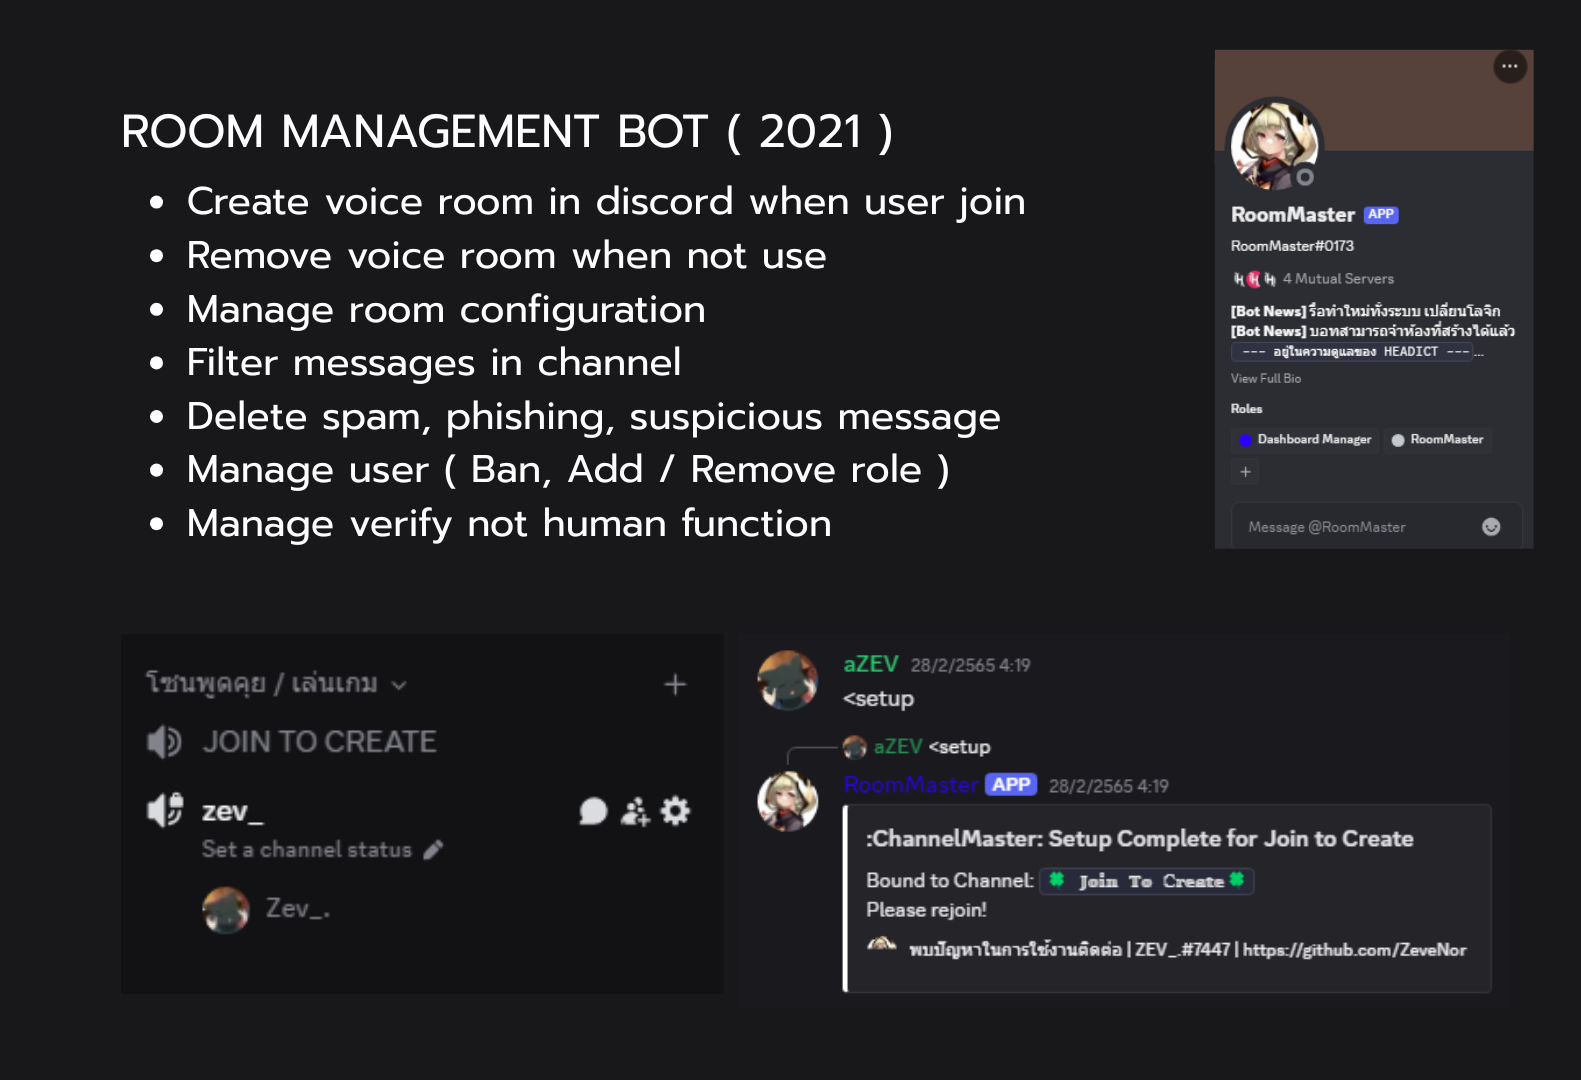 ROOM MANAGEMENT BOT ( 2021 )
• Create voice room in discord when user join
• Remove voice room when not use
• Manage room configuration
• Filter messages in channel
• Delete spam, phishing, suspicious message
• Manage user ( Ban, Add / Remove role )
• Manage verify not human function
RoomMaster APP
RoomMaster#0173
4 Mutual Servers
[Bot News] รื้อทำใหม่ทั้งระบบ เปลี่ยนโลจิก
[Bot News] บอทสามารถจำห้องที่สร้างได้แล้ว
--- อยู่ในความดูแลของ HEADICT ---...
View Full Bio
Roles
Dashboard Manager RoomMaster
+
Message @RoomMaster
โซนพูดคุย / เล่นเกม
JOIN TO CREATE
zev_
Set a channel status
Zev_.
aZEV 28/2/2565 4:19
<setup
aZEV <setup
RoomMaster APP 28/2/2565 4:19
:ChannelMaster: Setup Complete for Join to Create
Bound to Channel: 🍀 Join To Create🍀
Please rejoin!
พบปัญหาในการใช้งานติดต่อ | ZEV_.#7447 | https://github.com/ZeveNor